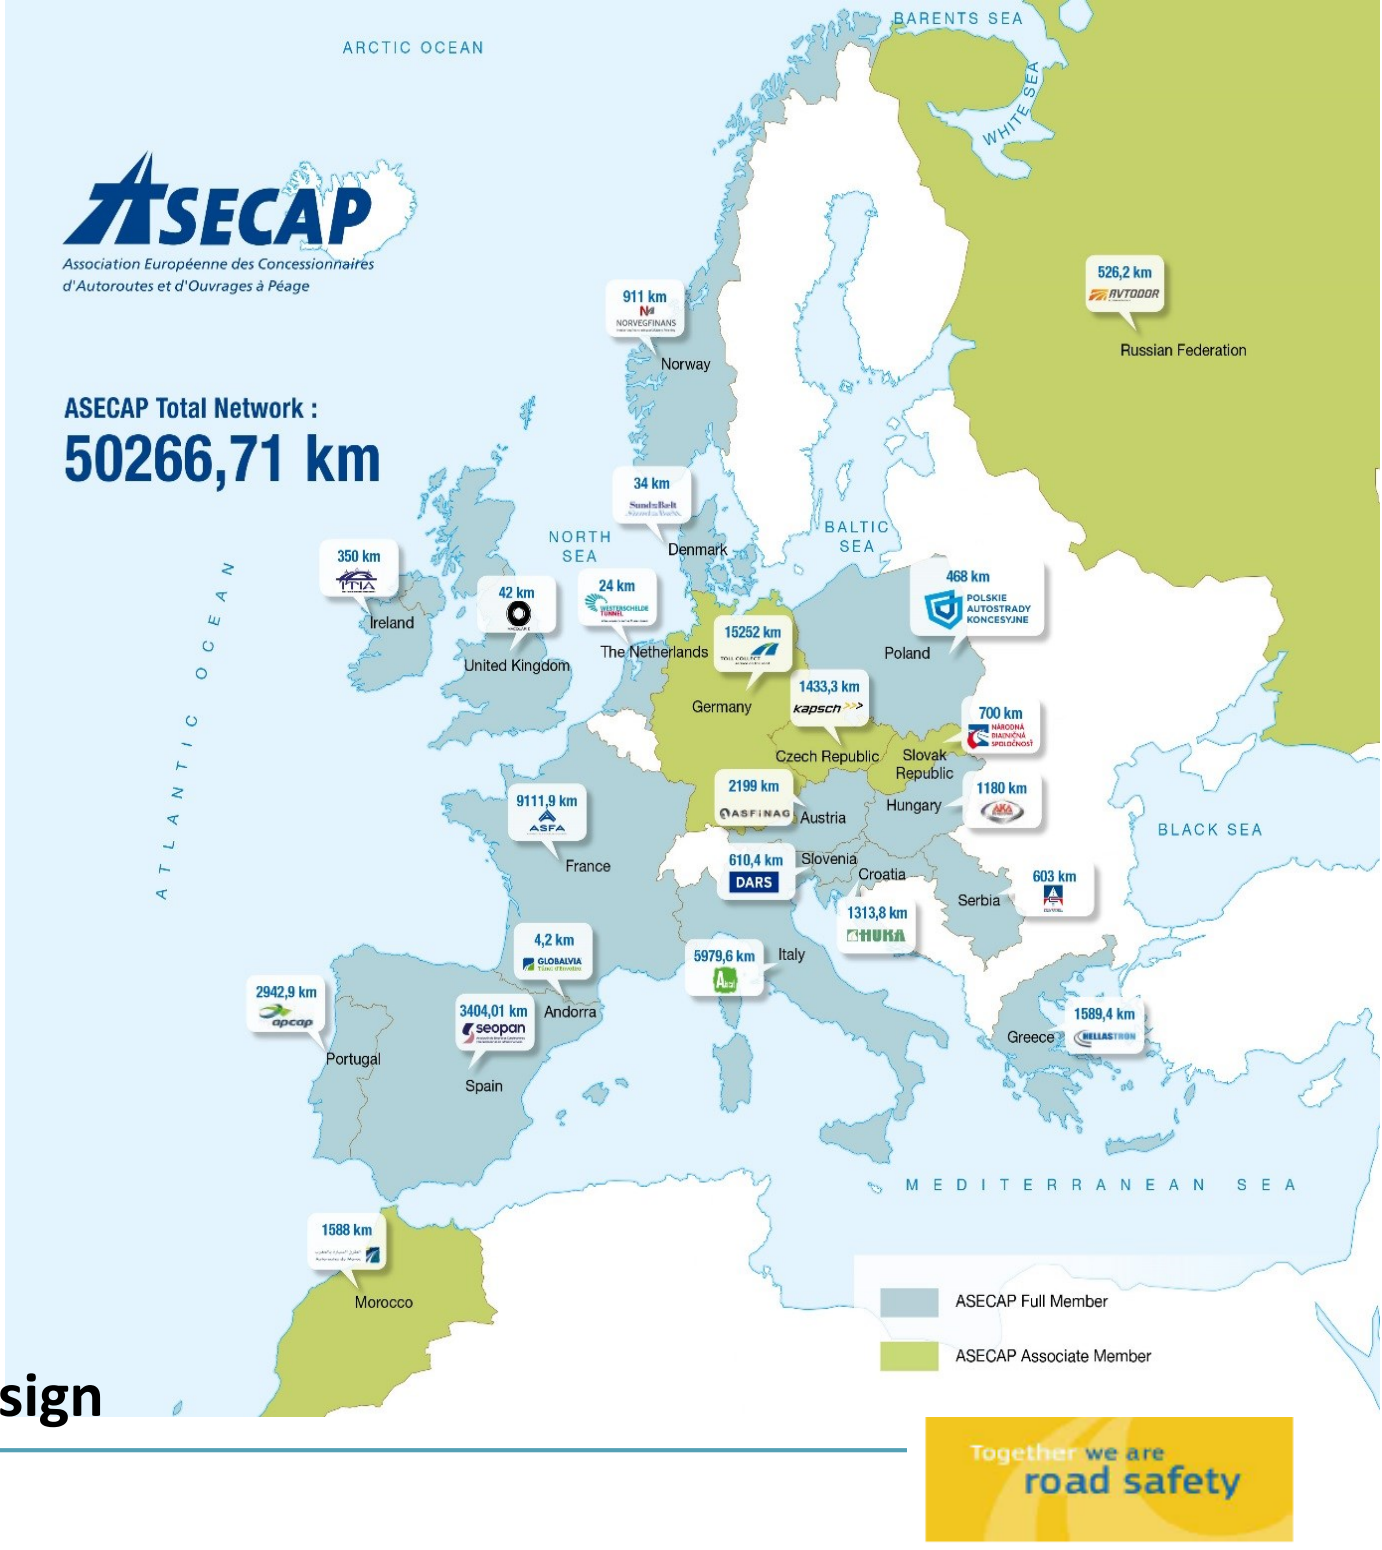 BARENTS SEA
ARCTIC OCEAN
WHITE SEA
ASECAP
Association Européenne des Concessionnaires
d'Autoroutes et d'Ouvrages à Péage
526,2 km
AVTODOR
Russian Federation
911 km
NORVEGFINANS
Norway
ASECAP Total Network :
50266,71 km
34 km
Sund & Bælt
Denmark
NORTH
SEA
BALTIC
SEA
ATLANTIC OCEAN
350 km
ITIA
Ireland
42 km
United Kingdom
24 km
WESTERSCHELDE
TUNNEL
The Netherlands
15252 km
TOLL COLLECT
Germany
468 km
POLSKIE
AUTOSTRADY
KONCESYJNE
Poland
1433,3 km
kapsch >>>
Czech Republic
700 km
NÁRODNÁ
DIAĽNIČNÁ
SPOLOČNOSŤ
Slovak
Republic
2199 km
ASFiNAG
Austria
Hungary
1180 km
AKA
9111,9 km
ASFA
France
BLACK SEA
610,4 km
DARS
Slovenia
Croatia
1313,8 km
HUKA
Serbia
603 km
4,2 km
GLOBALVIA
Andorra
5979,6 km
Italy
2942,9 km
apcap
Portugal
3404,01 km
seopan
Spain
1589,4 km
HELLASTRON
Greece
MEDITERRANEAN SEA
1588 km
Morocco
ASECAP Full Member
ASECAP Associate Member
sign
Together we are
road safety